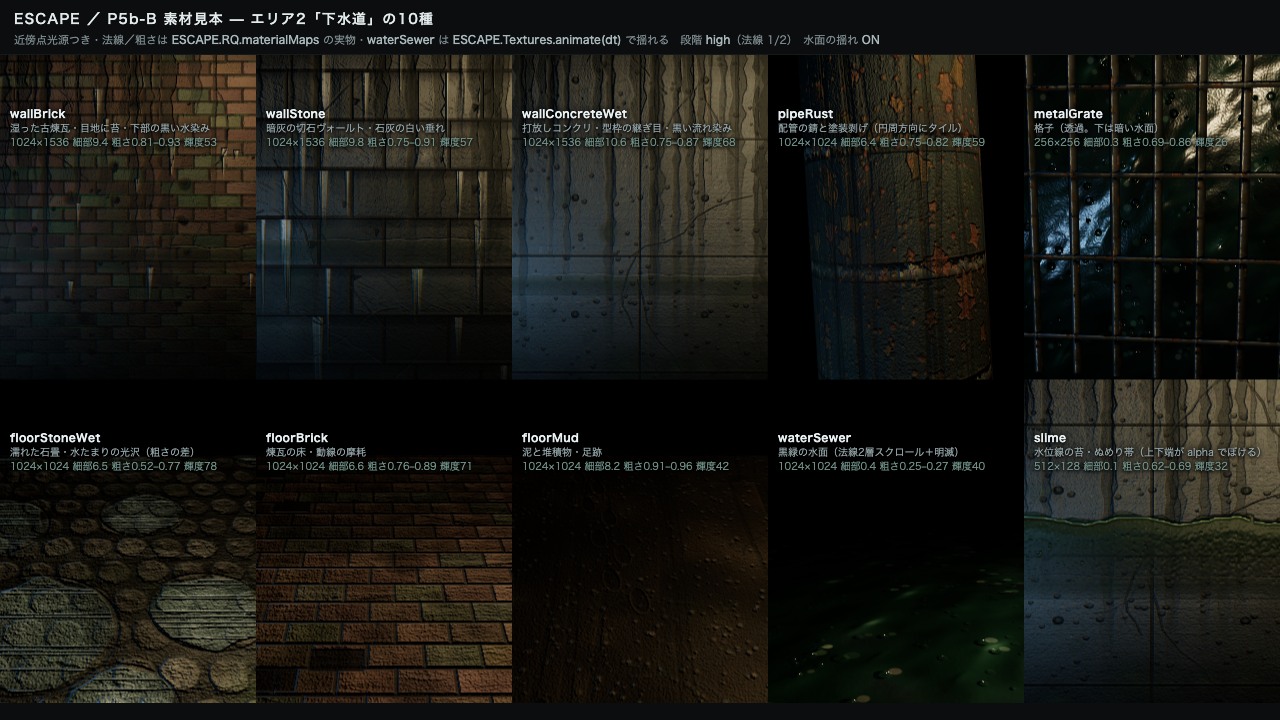 ESCAPE ／ P5b-B 素材見本 — エリア2「下水道」の10種
近傍点光源つき・法線／粗さは ESCAPE.RQ.materialMaps の実物・waterSewer は ESCAPE.Textures.animate(dt) で揺れる　段階 high（法線 1/2）　水面の揺れ ON
wallBrick
湿った古煉瓦・目地に苔・下部の黒い水染み
1024×1536 細部9.4 粗さ0.81–0.93 輝度53
wallStone
暗灰の切石ヴォールト・石灰の白い垂れ
1024×1536 細部9.8 粗さ0.75–0.91 輝度57
wallConcreteWet
打放しコンクリ・型枠の継ぎ目・黒い流れ染み
1024×1536 細部10.6 粗さ0.75–0.87 輝度68
pipeRust
配管の錆と塗装剥げ（円周方向にタイル）
1024×1024 細部6.4 粗さ0.75–0.82 輝度59
metalGrate
格子（透過。下は暗い水面）
256×256 細部0.3 粗さ0.69–0.86 輝度26
floorStoneWet
濡れた石畳・水たまりの光沢（粗さの差）
1024×1024 細部6.5 粗さ0.52–0.77 輝度78
floorBrick
煉瓦の床・動線の摩耗
1024×1024 細部6.6 粗さ0.76–0.89 輝度71
floorMud
泥と堆積物・足跡
1024×1024 細部8.2 粗さ0.91–0.96 輝度42
waterSewer
黒緑の水面（法線2層スクロール＋明滅）
1024×1024 細部0.4 粗さ0.25–0.27 輝度40
slime
水位線の苔・ぬめり帯（上下端が alpha でぼける）
512×128 細部0.1 粗さ0.62–0.69 輝度32